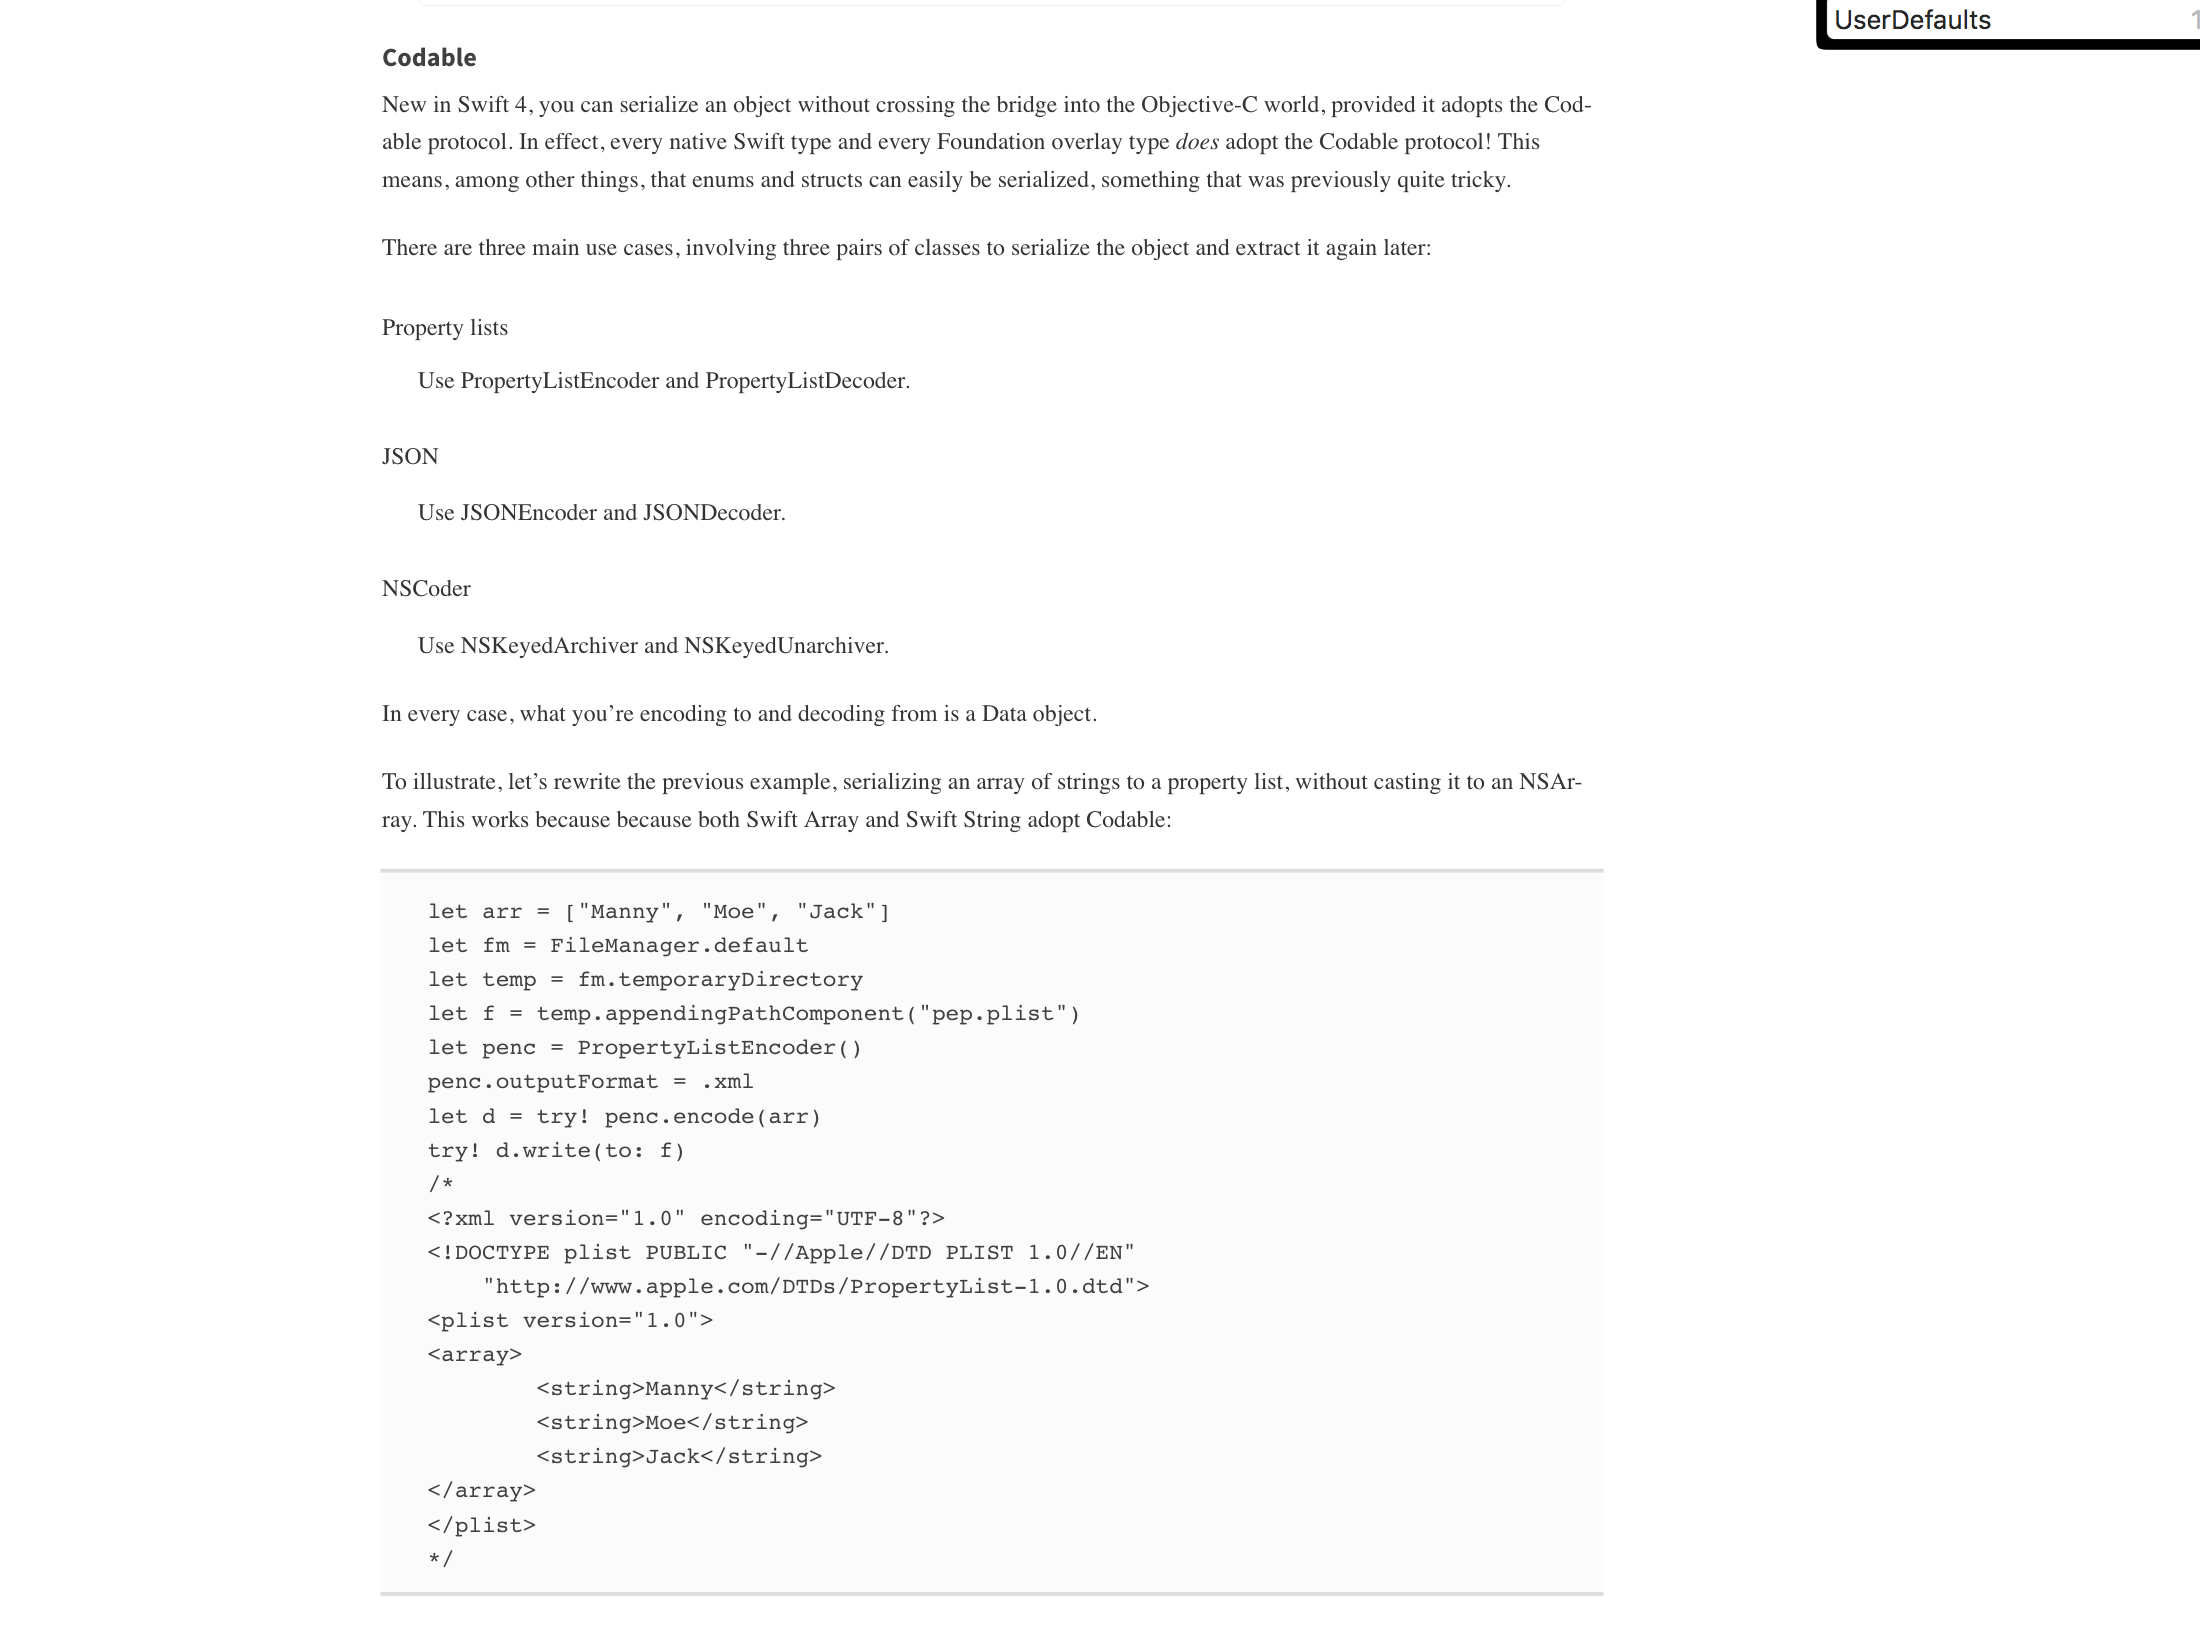 UserDefaults
Codable
New in Swift 4, you can serialize an object without crossing the bridge into the Objective-C world, provided it adopts the Cod-
able protocol. In effect, every native Swift type and every Foundation overlay type does adopt the Codable protocol! This
means, among other things, that enums and structs can easily be serialized, something that was previously quite tricky.
There are three main use cases, involving three pairs of classes to serialize the object and extract it again later:
Property lists
Use PropertyListEncoder and PropertyListDecoder.
JSON
Use JSONEncoder and JSONDecoder.
NSCoder
Use NSKeyedArchiver and NSKeyedUnarchiver.
In every case, what you’re encoding to and decoding from is a Data object.
To illustrate, let’s rewrite the previous example, serializing an array of strings to a property list, without casting it to an NSAr-
ray. This works because because both Swift Array and Swift String adopt Codable:
let arr = ["Manny", "Moe", "Jack"]
let fm = FileManager.default
let temp = fm.temporaryDirectory
let f = temp.appendingPathComponent("pep.plist")
let penc = PropertyListEncoder()
penc.outputFormat = .xml
let d = try! penc.encode(arr)
try! d.write(to: f)
/*
<?xml version="1.0" encoding="UTF-8"?>
<!DOCTYPE plist PUBLIC "-//Apple//DTD PLIST 1.0//EN"
    "http://www.apple.com/DTDs/PropertyList-1.0.dtd">
<plist version="1.0">
<array>
        <string>Manny</string>
        <string>Moe</string>
        <string>Jack</string>
</array>
</plist>
*/